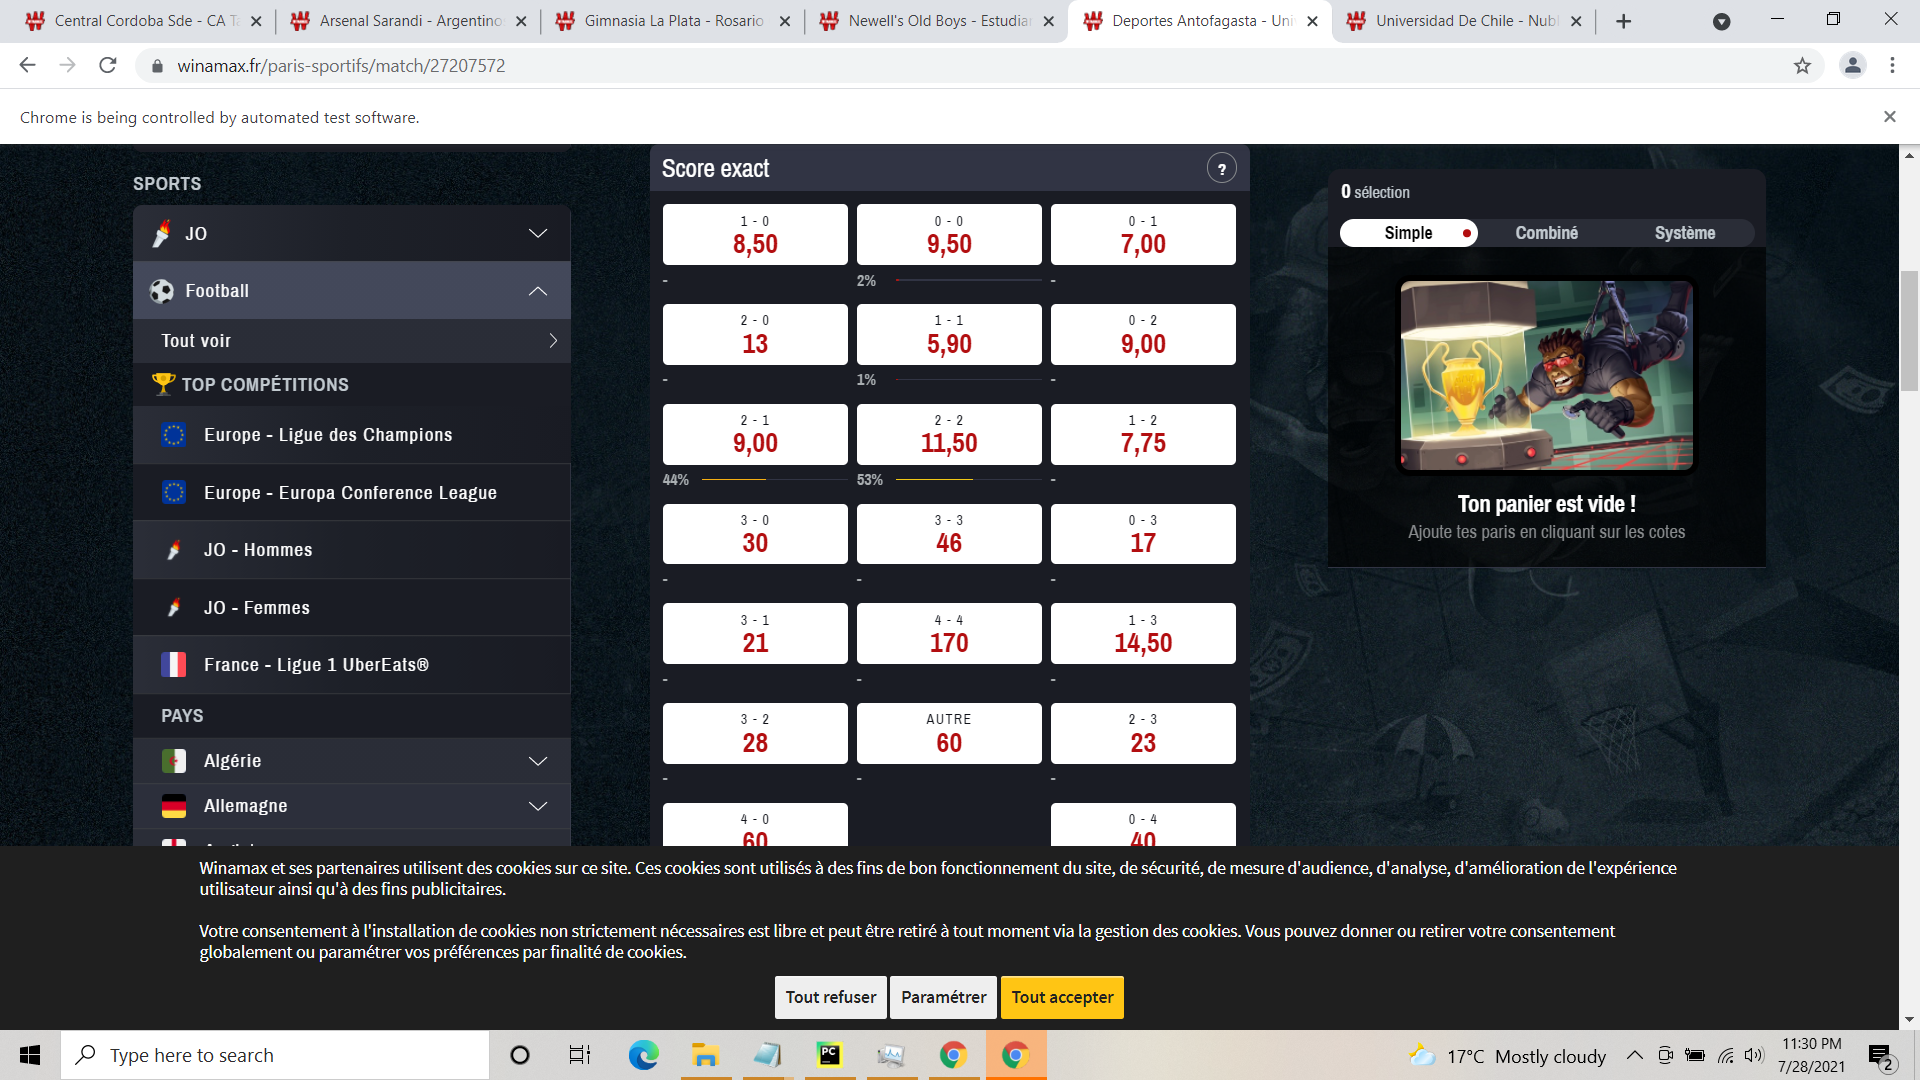 Central Cordoba Sde - CA T
Arsenal Sarandi - Argentino
Gimnasia La Plata - Rosario
Newell's Old Boys - Estudian
Deportes Antofagasta - Uni
Universidad De Chile - Nubl
winamax.fr/paris-sportifs/match/27207572
Chrome is being controlled by automated test software.
SPORTS
JO
Football
Tout voir
TOP COMPÉTITIONS
Europe - Ligue des Champions
Europe - Europa Conference League
JO - Hommes
JO - Femmes
France - Ligue 1 UberEats®
PAYS
Algérie
Allemagne
Score exact
?
1 - 0
8,50
0 - 0
9,50
0 - 1
7,00
-
2%
-
2 - 0
13
1 - 1
5,90
0 - 2
9,00
-
1%
-
2 - 1
9,00
2 - 2
11,50
1 - 2
7,75
44%
53%
-
3 - 0
30
3 - 3
46
0 - 3
17
-
-
-
3 - 1
21
4 - 4
170
1 - 3
14,50
-
-
-
3 - 2
28
AUTRE
60
2 - 3
23
-
-
-
4 - 0
60
0 - 4
40
0 sélection
Simple
Combiné
Système
Ton panier est vide !
Ajoute tes paris en cliquant sur les cotes
Winamax et ses partenaires utilisent des cookies sur ce site. Ces cookies sont utilisés à des fins de bon fonctionnement du site, de sécurité, de mesure d'audience, d'analyse, d'amélioration de l'expérience
utilisateur ainsi qu'à des fins publicitaires.
Votre consentement à l'installation de cookies non strictement nécessaires est libre et peut être retiré à tout moment via la gestion des cookies. Vous pouvez donner ou retirer votre consentement
globalement ou paramétrer vos préférences par finalité de cookies.
Tout refuser
Paramétrer
Tout accepter
Type here to search
PC
17°C Mostly cloudy
11:30 PM
7/28/2021
2